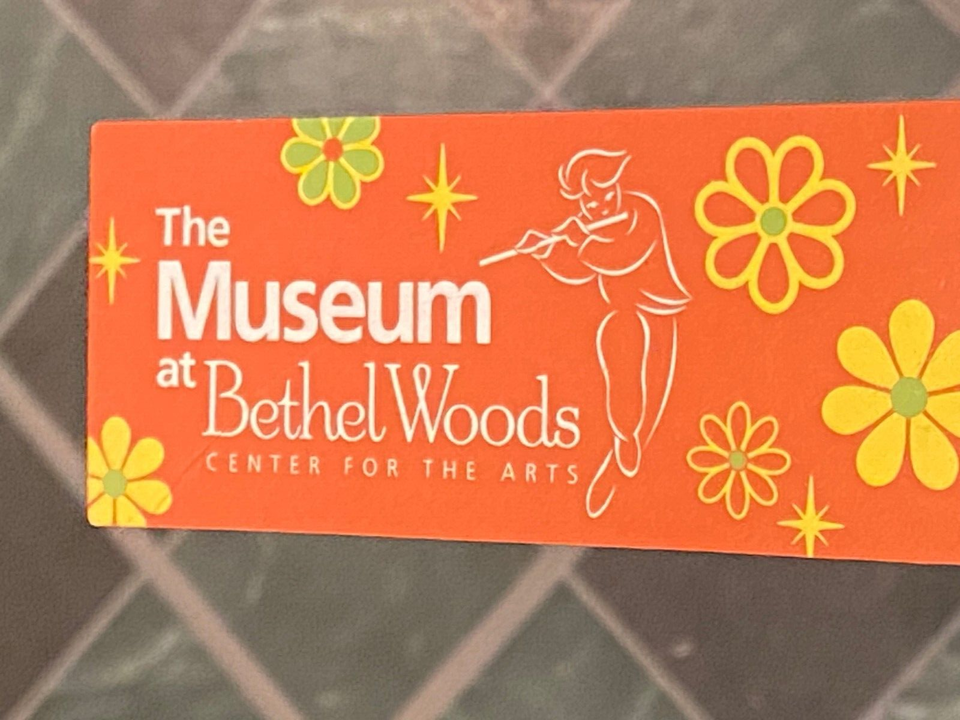 The
Museum
at Bethel Woods
CENTER FOR THE ARTS